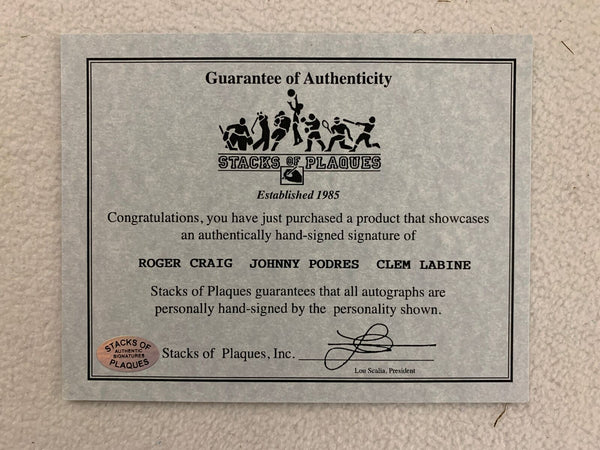 Guarantee of Authenticity
STACKS OF PLAQUES
Established 1985
Congratulations, you have just purchased a product that showcases
an authentically hand-signed signature of
ROGER CRAIG JOHNNY PODRES CLEM LABINE
Stacks of Plaques guarantees that all autographs are
personally hand-signed by the personality shown.
STACKS OF
AUTHENTIC
SIGNATURES
PLAQUES
Stacks of Plaques, Inc.
Lou Scalia, President